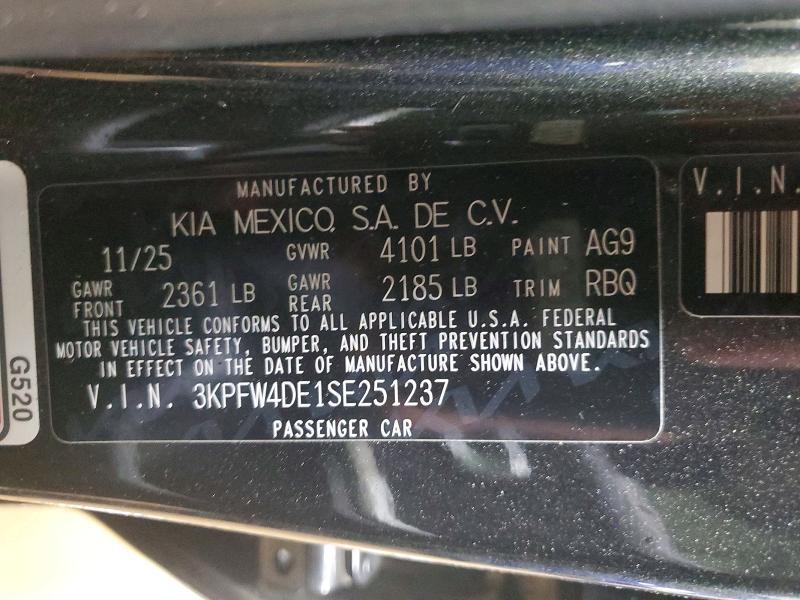 MANUFACTURED BY
KIA MEXICO, S.A. DE C.V.
11/25 GVWR 4101 LB PAINT AG9
GAWR FRONT 2361 LB GAWR REAR 2185 LB TRIM RBQ
THIS VEHICLE CONFORMS TO ALL APPLICABLE U.S.A. FEDERAL
MOTOR VEHICLE SAFETY, BUMPER, AND THEFT PREVENTION STANDARDS
IN EFFECT ON THE DATE OF MANUFACTURE SHOWN ABOVE.
V.I.N. 3KPFW4DE1SE251237
PASSENGER CAR
G520
V.I.N.